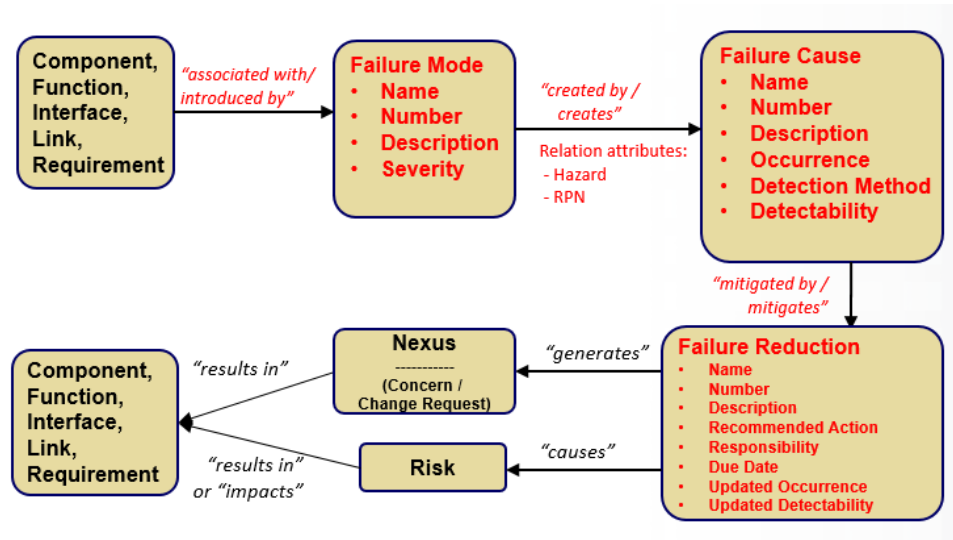 Component,
Function,
Interface,
Link,
Requirement
“associated with/
introduced by”
Failure Mode
• Name
• Number
• Description
• Severity
“created by /
creates”
Relation attributes:
- Hazard
- RPN
Failure Cause
• Name
• Number
• Description
• Occurrence
• Detection Method
• Detectability
“mitigated by /
mitigates”
Failure Reduction
• Name
• Number
• Description
• Recommended Action
• Responsibility
• Due Date
• Updated Occurrence
• Updated Detectability
“generates”
Nexus
-----------
(Concern /
Change Request)
“results in”
“causes”
Risk
“results in”
or “impacts”
Component,
Function,
Interface,
Link,
Requirement